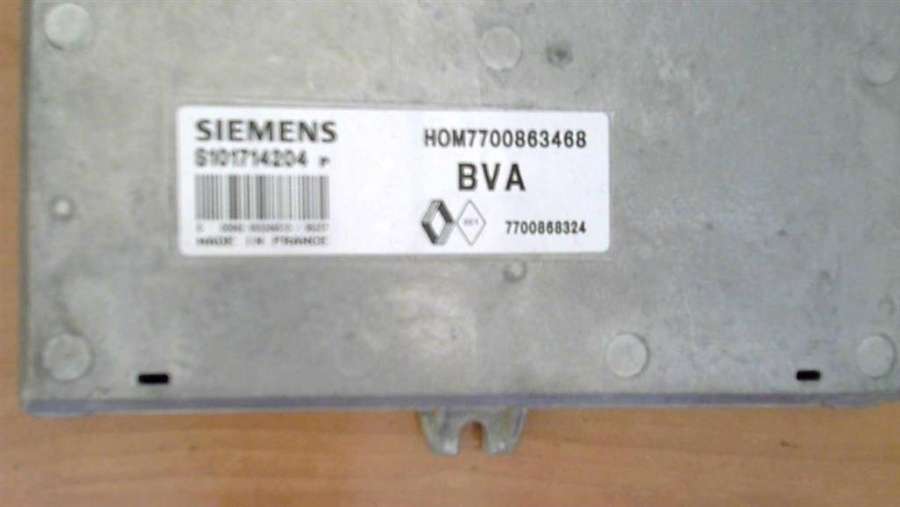 SIEMENS
S101714204 P
MADE IN FRANCE
HOM7700863468
BVA
7700868324